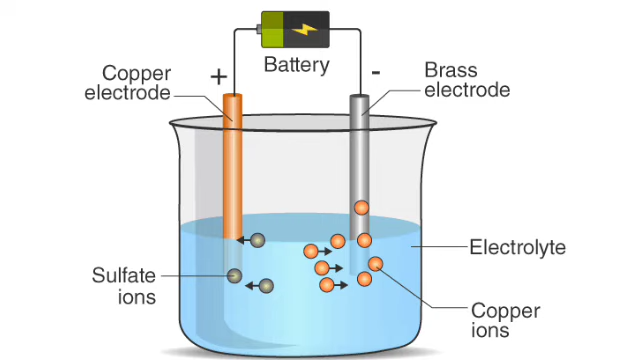 Battery
Copper
electrode
+
-
Brass
electrode
Electrolyte
Sulfate
ions
Copper
ions